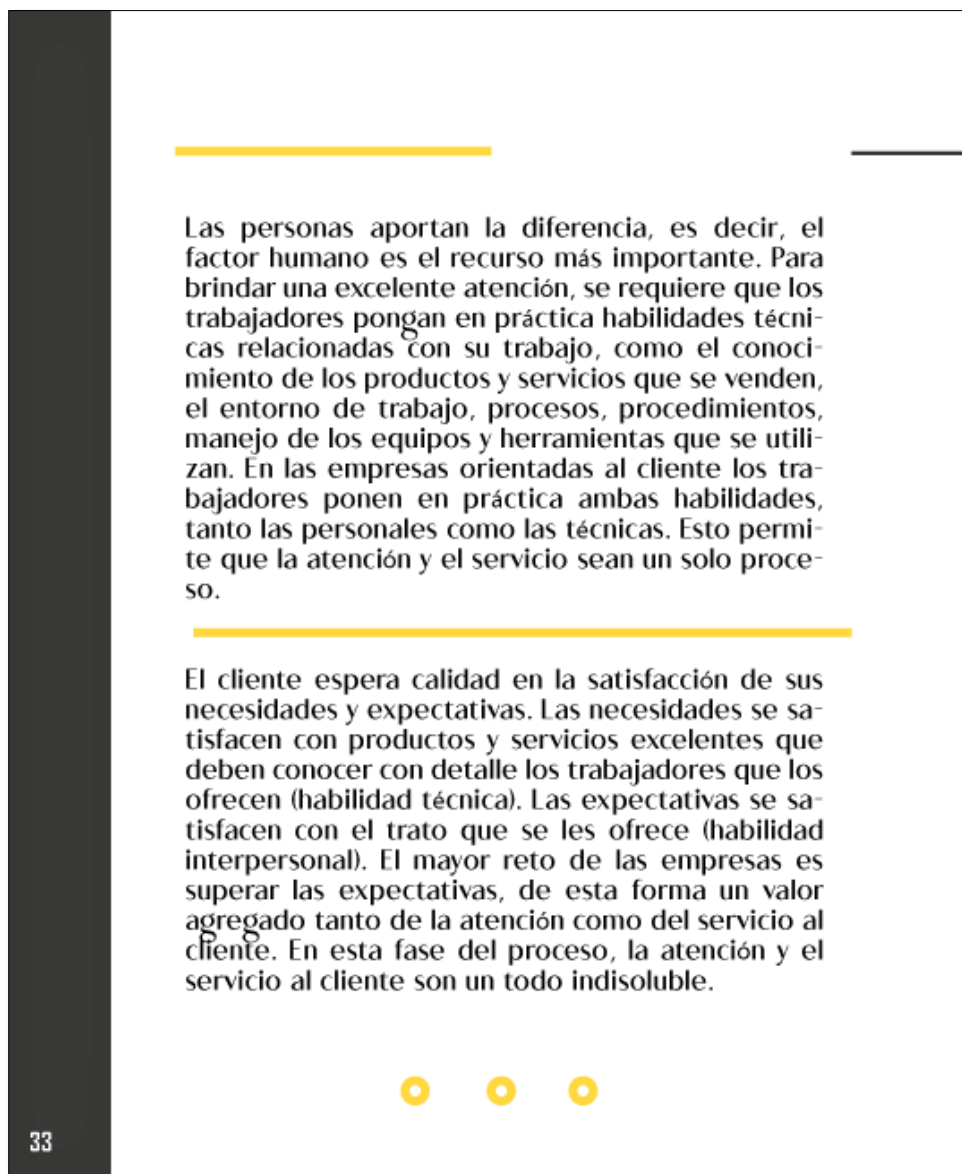 Las personas aportan la diferencia, es decir, el
factor humano es el recurso más importante. Para
brindar una excelente atención, se requiere que los
trabajadores pongan en práctica habilidades técni-
cas relacionadas con su trabajo, como el conoci-
miento de los productos y servicios que se venden,
el entorno de trabajo, procesos, procedimientos,
manejo de los equipos y herramientas que se utili-
zan. En las empresas orientadas al cliente los tra-
bajadores ponen en práctica ambas habilidades,
tanto las personales como las técnicas. Esto permi-
te que la atención y el servicio sean un solo proce-
so.
El cliente espera calidad en la satisfacción de sus
necesidades y expectativas. Las necesidades se sa-
tisfacen con productos y servicios excelentes que
deben conocer con detalle los trabajadores que los
ofrecen (habilidad técnica). Las expectativas se sa-
tisfacen con el trato que se les ofrece (habilidad
interpersonal). El mayor reto de las empresas es
superar las expectativas, de esta forma un valor
agregado tanto de la atención como del servicio al
cliente. En esta fase del proceso, la atención y el
servicio al cliente son un todo indisoluble.
33